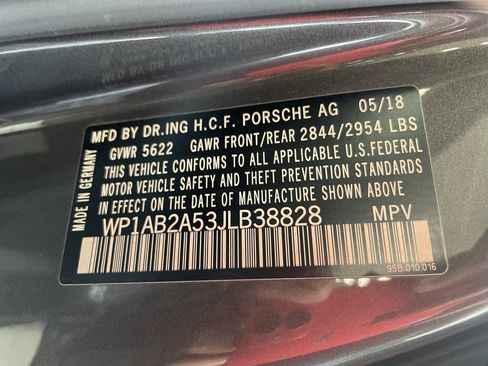 MFD BY DR.ING H.C.F. PORSCHE AG 05/18
GVWR 5622 GAWR FRONT/REAR 2844/2954 LBS
THIS VEHICLE CONFORMS TO ALL APPLICABLE U.S.FEDERAL
MOTOR VEHICLE SAFETY AND THEFT PREVENTION STANDARDS
IN EFFECT ON THE DATE OF MANUFACTURE SHOWN ABOVE.
WP1AB2A53JLB38828 MPV
95B.010.016
MADE IN GERMANY